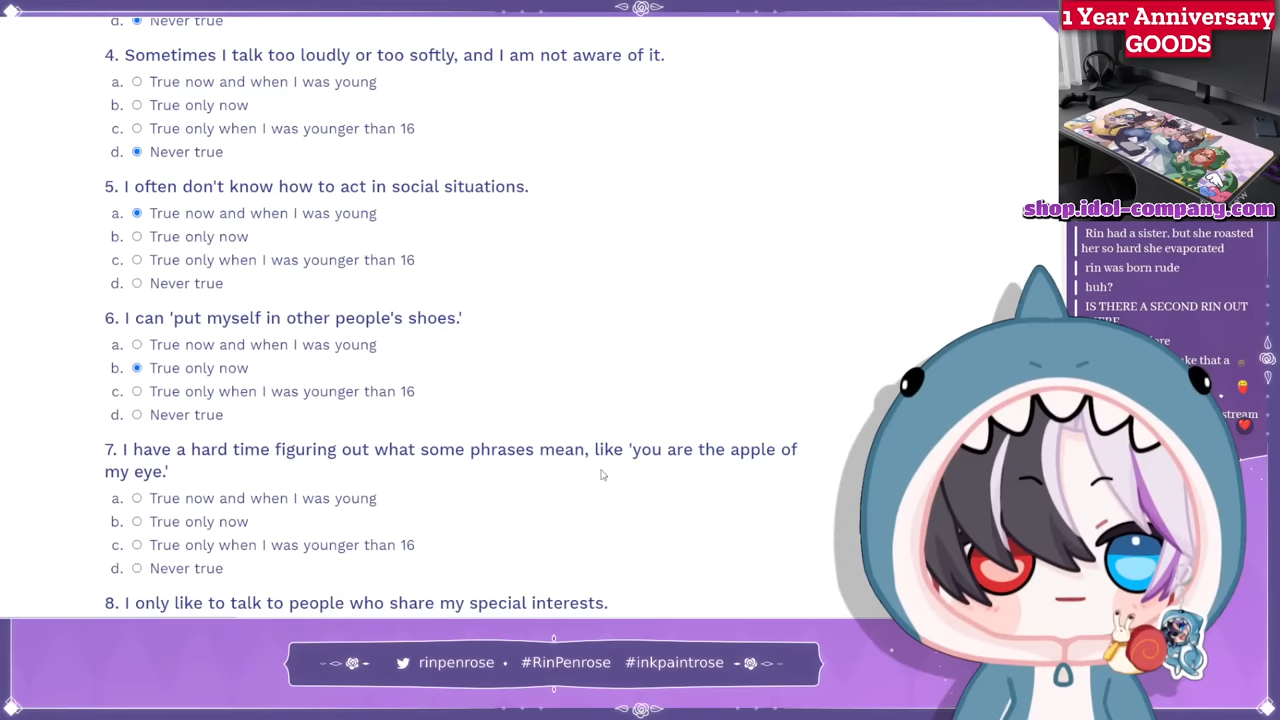 d. Never true
4. Sometimes I talk too loudly or too softly, and I am not aware of it.
a. True now and when I was young
b. True only now
c. True only when I was younger than 16
d. Never true
5. I often don't know how to act in social situations.
a. True now and when I was young
b. True only now
c. True only when I was younger than 16
d. Never true
6. I can 'put myself in other people's shoes.'
a. True now and when I was young
b. True only now
c. True only when I was younger than 16
d. Never true
7. I have a hard time figuring out what some phrases mean, like 'you are the apple of
my eye.'
a. True now and when I was young
b. True only now
c. True only when I was younger than 16
d. Never true
8. I only like to talk to people who share my special interests.
1 Year Anniversary
GOODS
shop.idol-company.com
Rin had a sister, but she roasted
her so hard she evaporated
rin was born rude
huh?
IS THERE A SECOND RIN OUT
that a
stream
rinpenrose • #RinPenrose #inkpaintrose